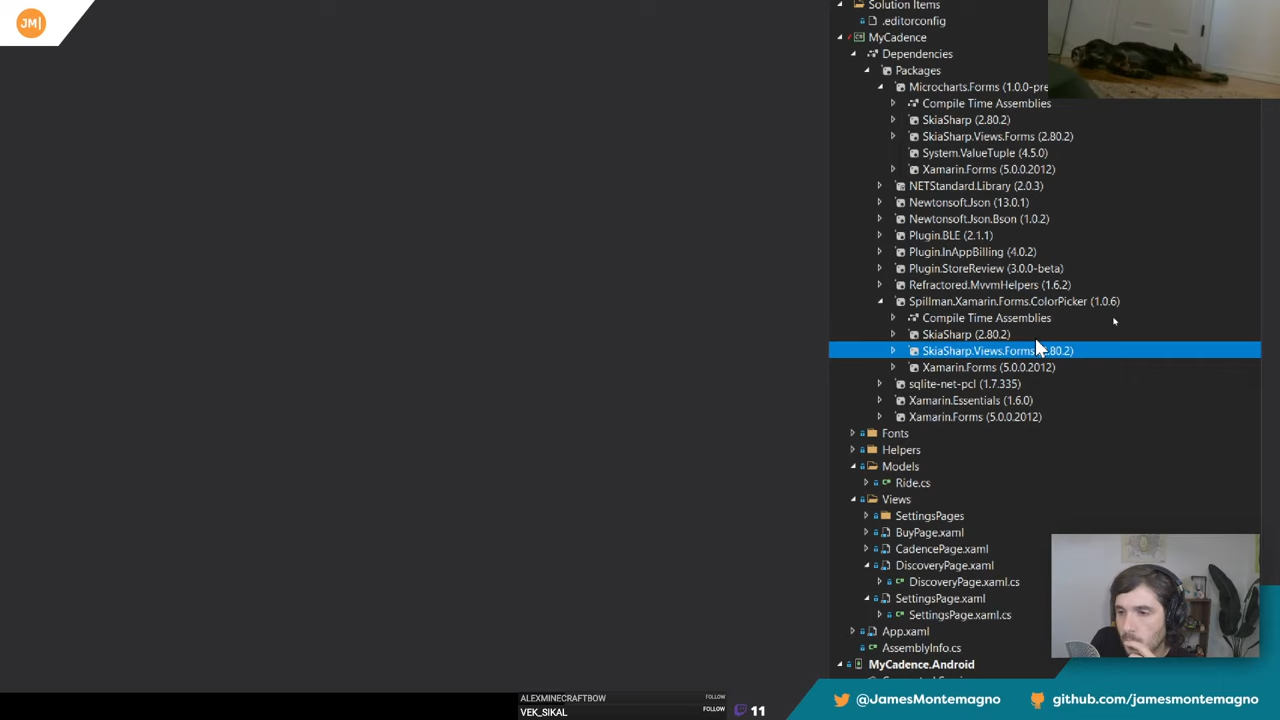 JM|
Solution Items
.editorconfig
MyCadence
Dependencies
Packages
Microcharts.Forms (1.0.0-pre
Compile Time Assemblies
SkiaSharp (2.80.2)
SkiaSharp.Views.Forms (2.80.2)
System.ValueTuple (4.5.0)
Xamarin.Forms (5.0.0.2012)
NETStandard.Library (2.0.3)
Newtonsoft.Json (13.0.1)
Newtonsoft.Json.Bson (1.0.2)
Plugin.BLE (2.1.1)
Plugin.InAppBilling (4.0.2)
Plugin.StoreReview (3.0.0-beta)
Refractored.MvvmHelpers (1.6.2)
Spillman.Xamarin.Forms.ColorPicker (1.0.6)
Compile Time Assemblies
SkiaSharp (2.80.2)
SkiaSharp.Views.Forms .80.2)
Xamarin.Forms (5.0.0.2012)
sqlite-net-pcl (1.7.335)
Xamarin.Essentials (1.6.0)
Xamarin.Forms (5.0.0.2012)
Fonts
Helpers
Models
Ride.cs
Views
SettingsPages
BuyPage.xaml
CadencePage.xaml
DiscoveryPage.xaml
DiscoveryPage.xaml.cs
SettingsPage.xaml
SettingsPage.xaml.cs
App.xaml
AssemblyInfo.cs
MyCadence.Android
ALEXMINECRAFTBOW FOLLOW
VEK_SIKAL FOLLOW
11
@JamesMontemagno
github.com/jamesmontemagno